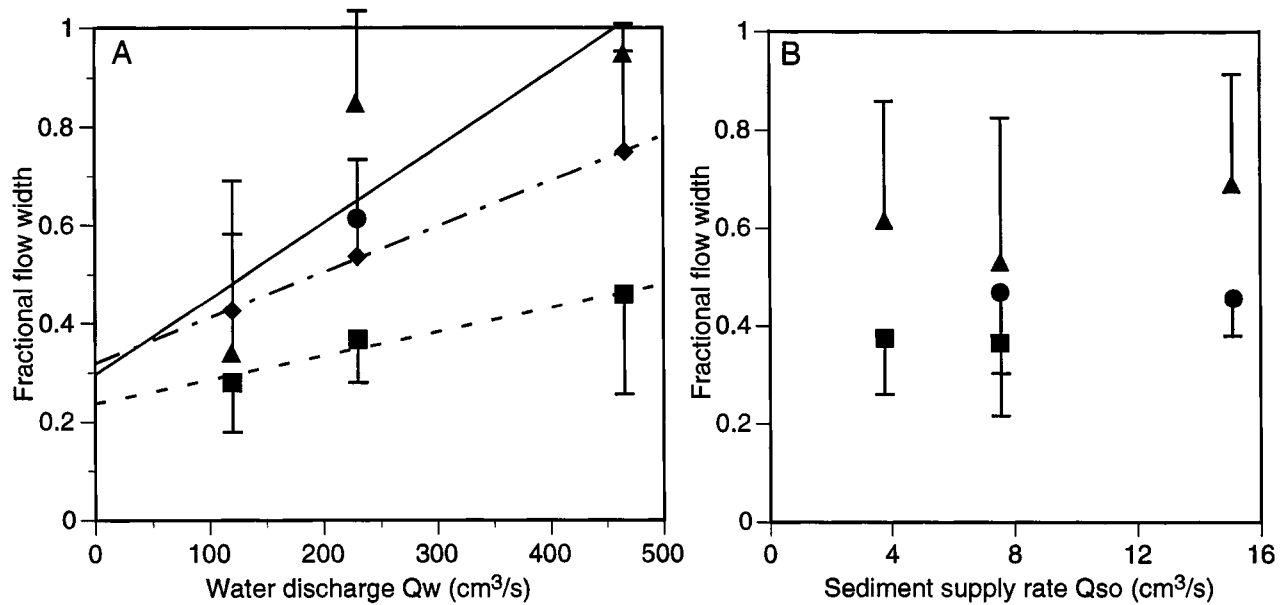 A
Fractional flow width
1
0.8
0.6
0.4
0.2
0
0 100 200 300 400 500
Water discharge Qw (cm³/s)
B
Fractional flow width
1
0.8
0.6
0.4
0.2
0
0 4 8 12 16
Sediment supply rate Qso (cm³/s)